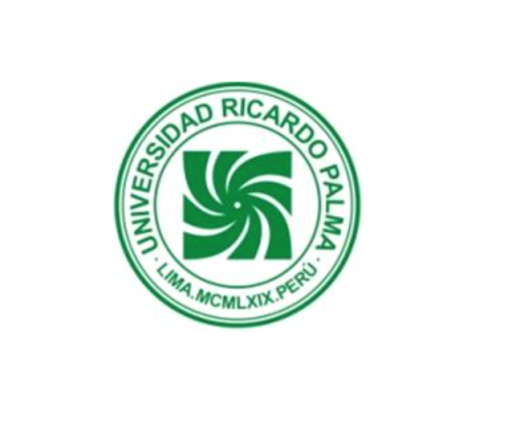 UNIVERSIDAD RICARDO PALMA
· LIMA.MCMLXIX.PERÚ ·